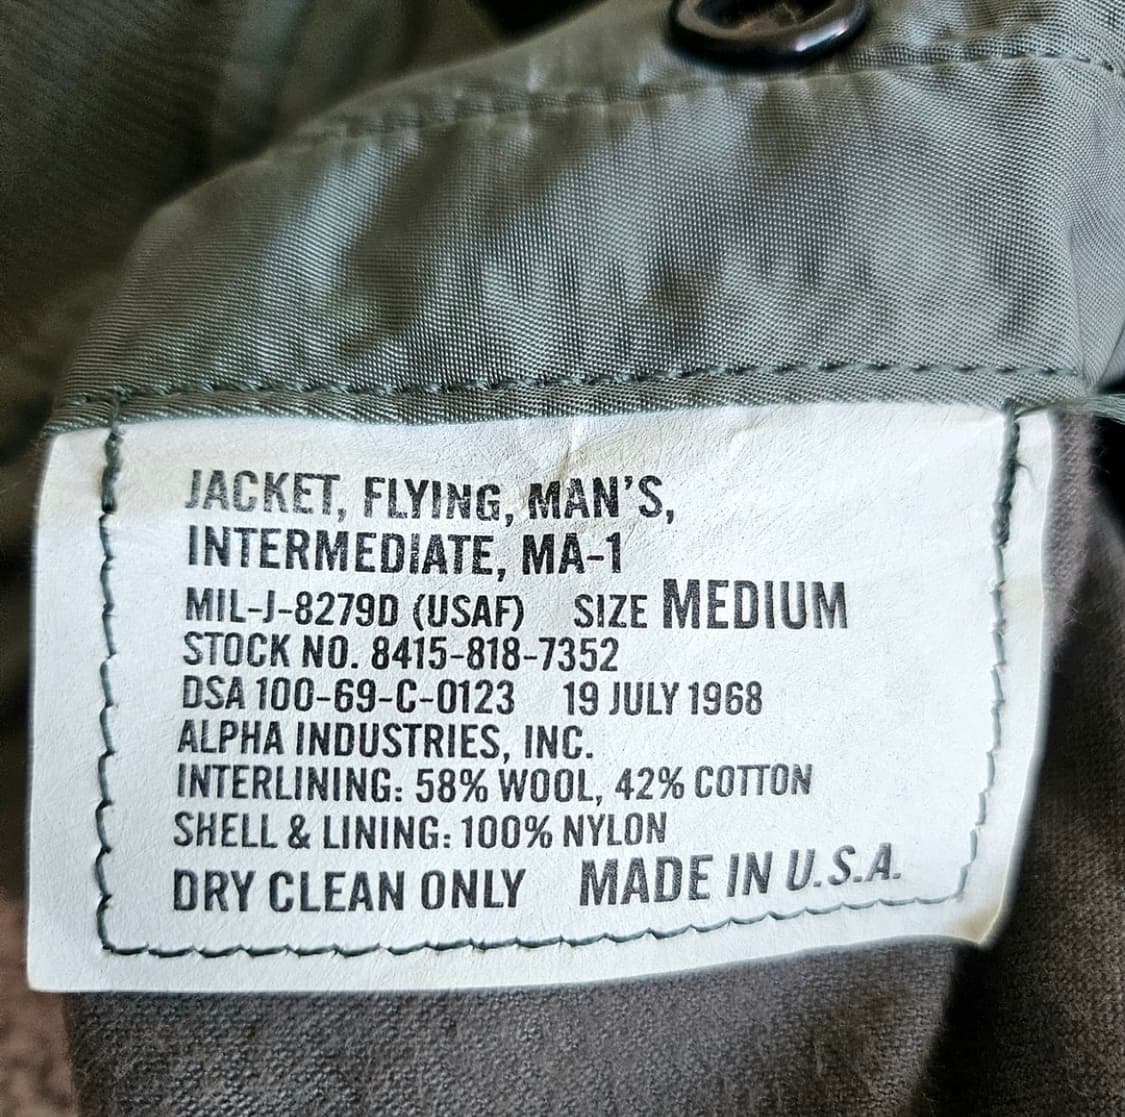 JACKET, FLYING, MAN'S,
INTERMEDIATE, MA-1
MIL-J-8279D (USAF) SIZE MEDIUM
STOCK NO. 8415-818-7352
DSA 100-69-C-0123 19 JULY 1968
ALPHA INDUSTRIES, INC.
INTERLINING: 58% WOOL, 42% COTTON
SHELL & LINING: 100% NYLON
DRY CLEAN ONLY MADE IN U.S.A.